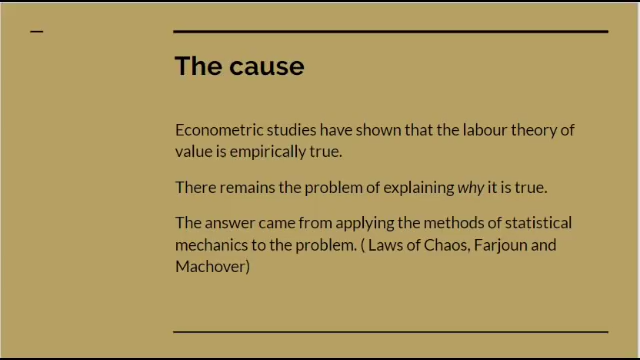 The cause
Econometric studies have shown that the labour theory of
value is empirically true.
There remains the problem of explaining why it is true.
The answer came from applying the methods of statistical
mechanics to the problem. ( Laws of Chaos, Farjoun and
Machover)